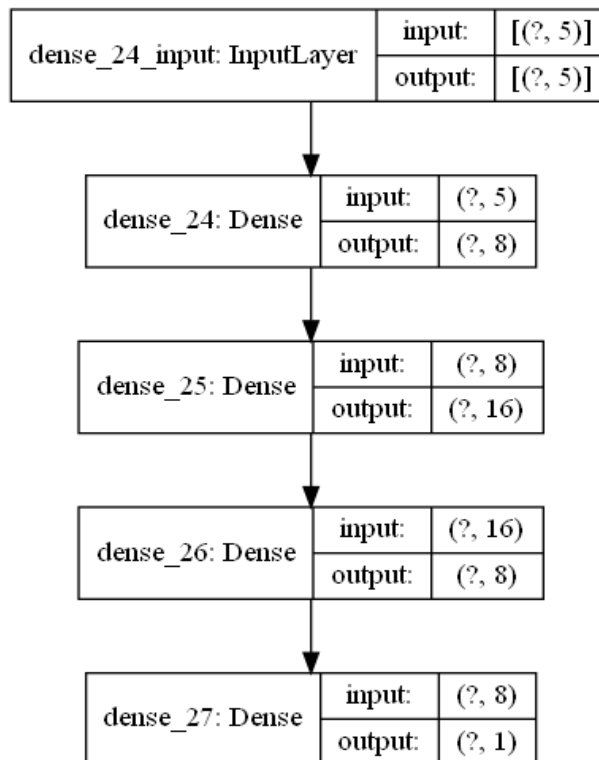 dense_24_input: InputLayer
input: [(?, 5)]
output: [(?, 5)]
dense_24: Dense
input: (?, 5)
output: (?, 8)
dense_25: Dense
input: (?, 8)
output: (?, 16)
dense_26: Dense
input: (?, 16)
output: (?, 8)
dense_27: Dense
input: (?, 8)
output: (?, 1)